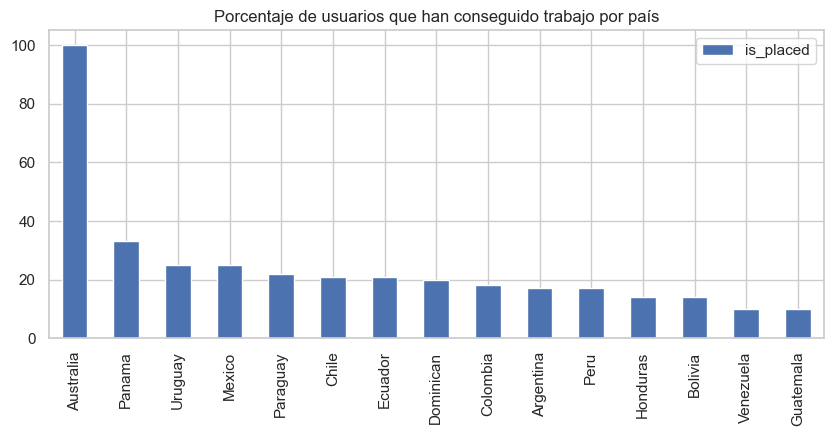 Porcentaje de usuarios que han conseguido trabajo por país
is_placed
100
80
60
40
20
0
Australia
Panama
Uruguay
Mexico
Paraguay
Chile
Ecuador
Dominican
Colombia
Argentina
Peru
Honduras
Bolivia
Venezuela
Guatemala